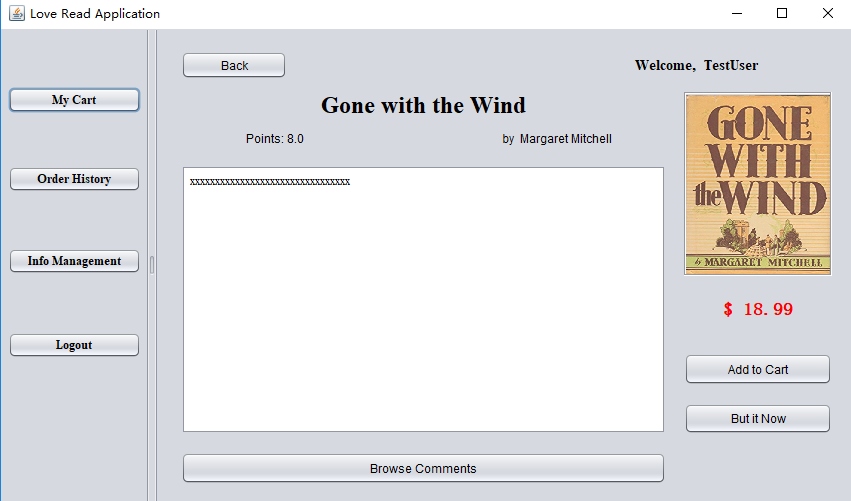 Love Read Application
My Cart
Order History
Info Management
Logout
Back
Welcome, TestUser
Gone with the Wind
Points: 8.0
by Margaret Mitchell
xxxxxxxxxxxxxxxxxxxxxxxxxxxxxxxx
Browse Comments
GONE
WITH
the WIND
by MARGARET MITCHELL
$ 18.99
Add to Cart
But it Now